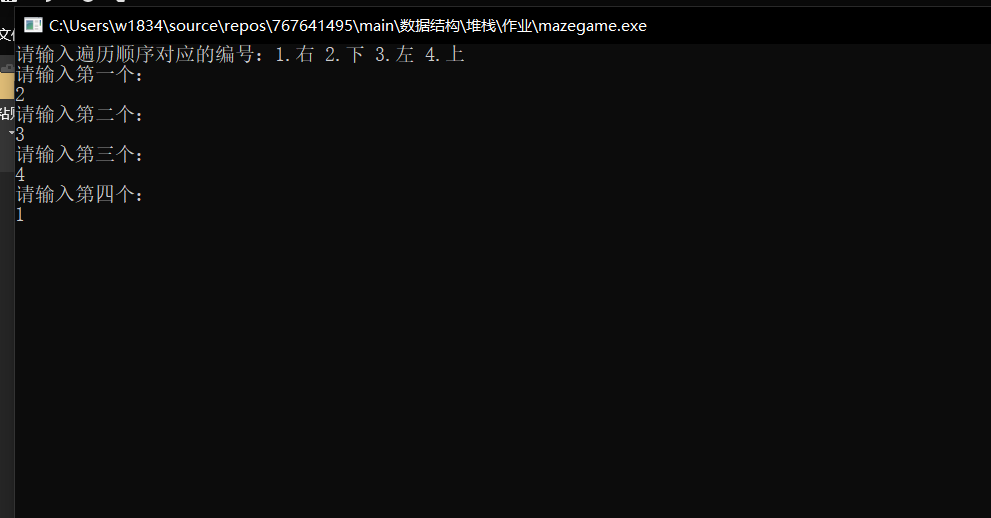 C:\Users\w1834\source\repos\767641495\main\数据结构\堆栈\作业\mazegame.exe
请输入遍历顺序对应的编号：1.右 2.下 3.左 4.上
请输入第一个：
2
请输入第二个：
3
请输入第三个：
4
请输入第四个：
1